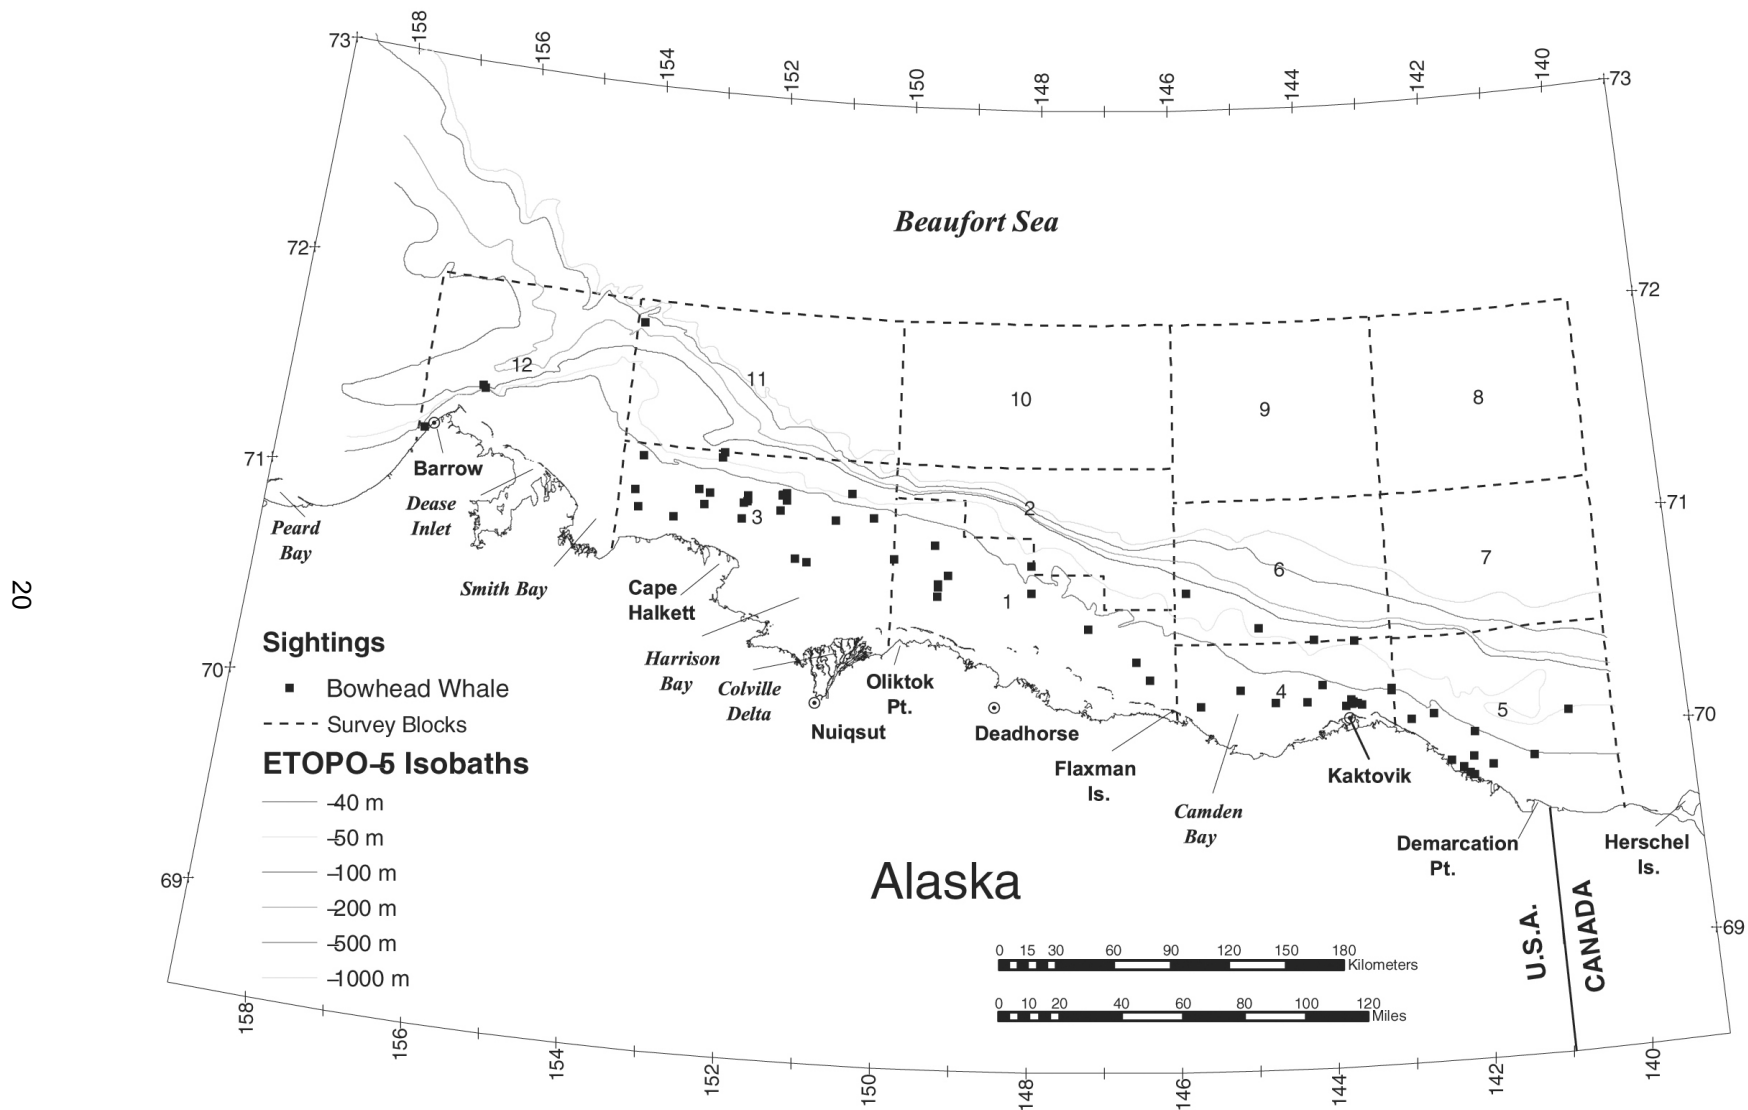 158
156
154
152
150
148
146
144
142
140
73
73
Beaufort Sea
72
72
12
11
10
9
8
71
71
Barrow
Dease
Inlet
Peard
Bay
3
2
7
6
Smith Bay
Cape
Halkett
1
20
Sightings
Bowhead Whale
Survey Blocks
ETOPO-5 Isobaths
-40 m
-50 m
-100 m
-200 m
-500 m
-1000 m
70
70
Harrison
Bay
Colville
Delta
Oliktok
Pt.
Nuiqsut
Deadhorse
4
5
Flaxman
Is.
Kaktovik
Camden
Bay
Demarcation
Pt.
Herschel
Is.
Alaska
69
69
U.S.A.
CANADA
0 15 30 60 90 120 150 180
Kilometers
0 10 20 40 60 80 100 120
Miles
158
156
154
152
150
148
146
144
142
140